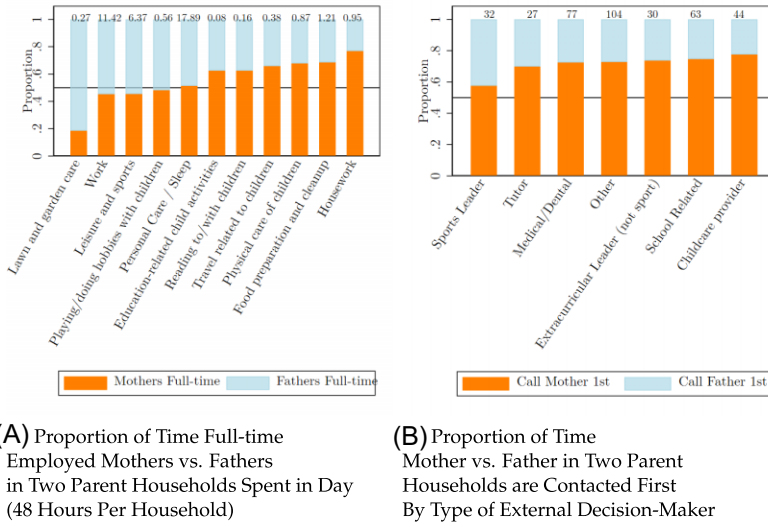 0.27 11.42 6.37 0.56 17.89 0.08 0.16 0.38 0.87 1.21 0.95
Proportion
1
.8
.6
.4
.2
0
Lawn and garden care
Work
Leisure and sports
Playing/doing hobbies with children
Personal Care / Sleep
Education-related child activities
Reading to/with children
Travel related to children
Physical care of children
Food preparation and cleanup
Housework
Mothers Full-time Fathers Full-time
32 27 77 104 30 63 44
Proportion
1
.8
.6
.4
.2
0
Sports Leader
Tutor
Medical/Dental
Other
Extracurricular Leader (not sport)
School Related
Childcare provider
Call Mother 1st Call Father 1st
(A) Proportion of Time Full-time
Employed Mothers vs. Fathers
in Two Parent Households Spent in Day
(48 Hours Per Household)
(B) Proportion of Time
Mother vs. Father in Two Parent
Households are Contacted First
By Type of External Decision-Maker